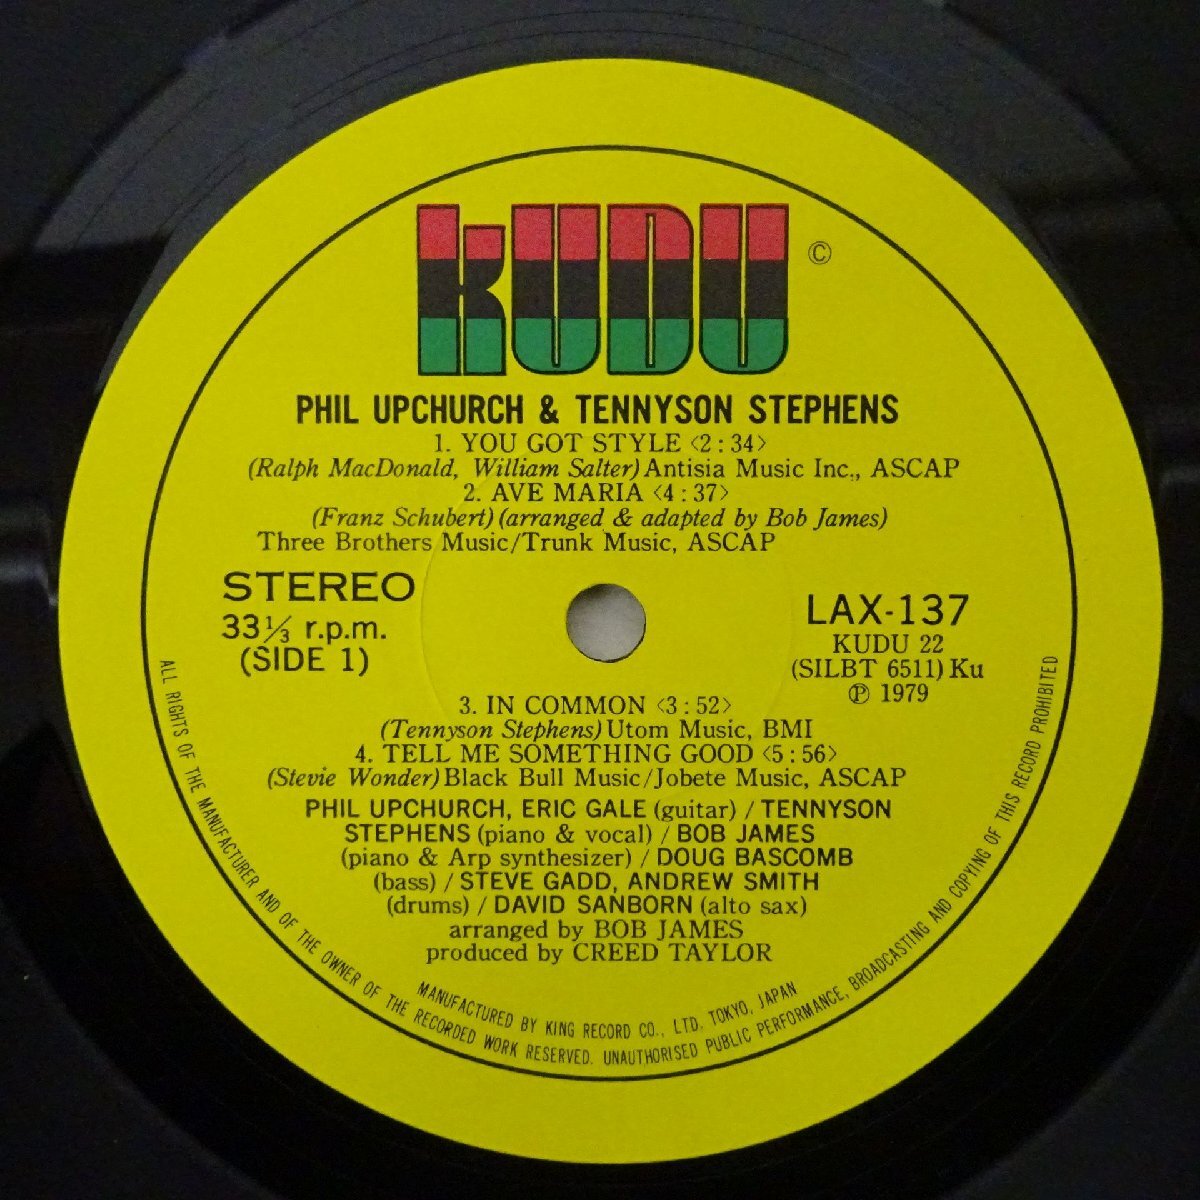 KUDU ©
PHIL UPCHURCH & TENNYSON STEPHENS
1. YOU GOT STYLE <2:34>
(Ralph MacDonald, William Salter) Antisia Music Inc., ASCAP
2. AVE MARIA <4:37>
(Franz Schubert) (arranged & adapted by Bob James)
Three Brothers Music/Trunk Music, ASCAP
STEREO
33⅓ r.p.m.
(SIDE 1)
LAX-137
KUDU 22
(SILBT 6511) Ku
℗ 1979
3. IN COMMON <3:52>
(Tennyson Stephens) Utom Music, BMI
4. TELL ME SOMETHING GOOD <5:56>
(Stevie Wonder) Black Bull Music/Jobete Music, ASCAP
PHIL UPCHURCH, ERIC GALE (guitar) / TENNYSON
STEPHENS (piano & vocal) / BOB JAMES
(piano & Arp synthesizer) / DOUG BASCOMB
(bass) / STEVE GADD, ANDREW SMITH
(drums) / DAVID SANBORN (alto sax)
arranged by BOB JAMES
produced by CREED TAYLOR
MANUFACTURED BY KING RECORD CO., LTD, TOKYO, JAPAN
ALL RIGHTS OF THE MANUFACTURER AND OF THE OWNER OF THE RECORDED WORK RESERVED. UNAUTHORISED PUBLIC PERFORMANCE, BROADCASTING AND COPYING OF THIS RECORD PROHIBITED